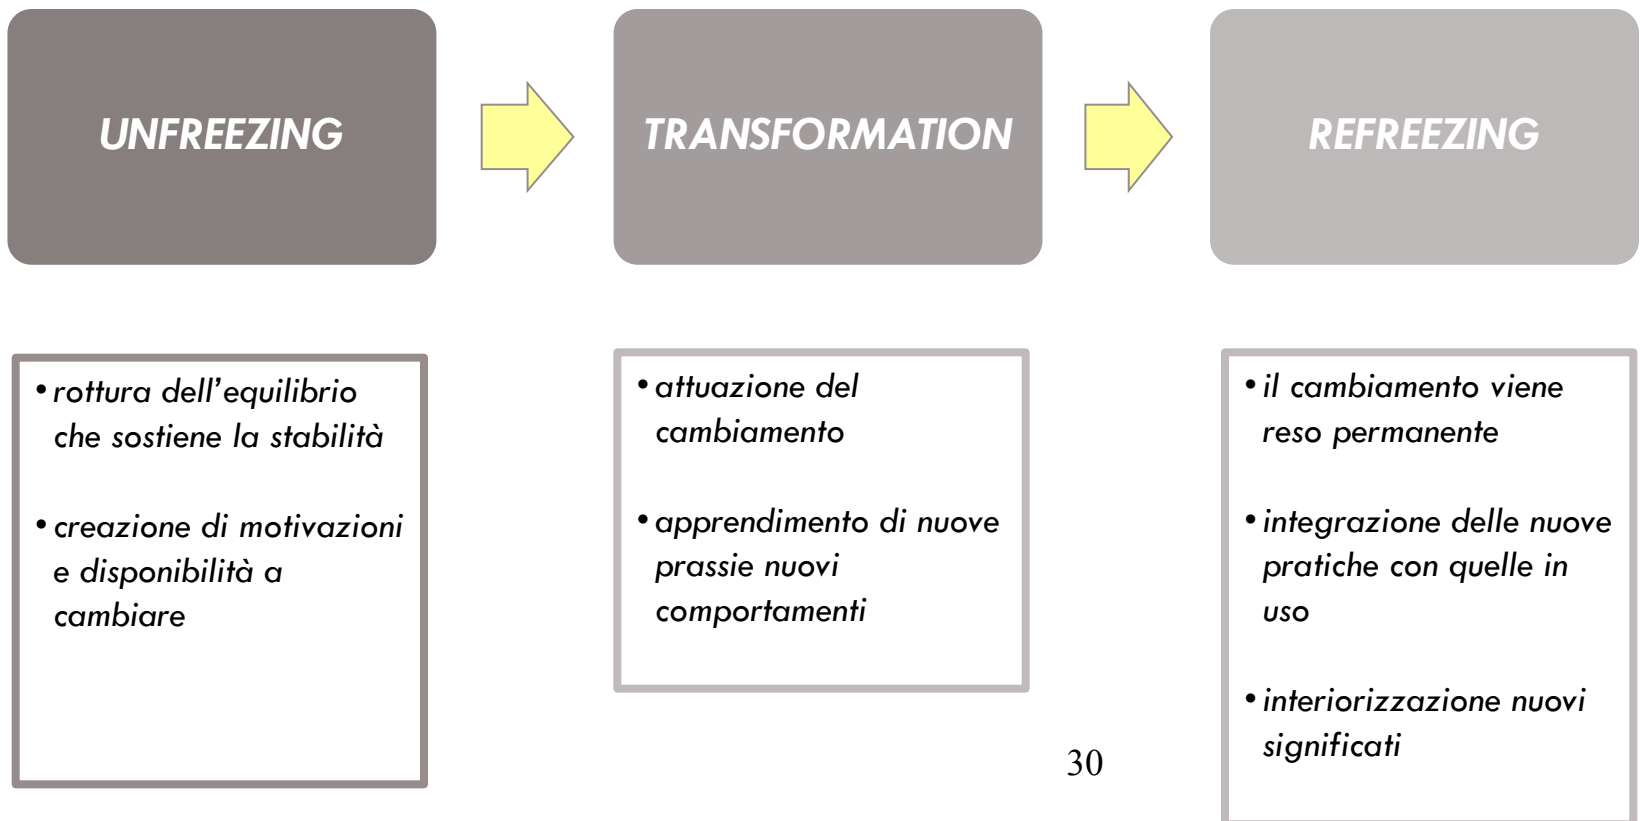 UNFREEZING
TRANSFORMATION
REFREEZING
• rottura dell’equilibrio
che sostiene la stabilità
• creazione di motivazioni
e disponibilità a
cambiare
• attuazione del
cambiamento
• apprendimento di nuove
prassie nuovi
comportamenti
• il cambiamento viene
reso permanente
• integrazione delle nuove
pratiche con quelle in
uso
• interiorizzazione nuovi
significati
30